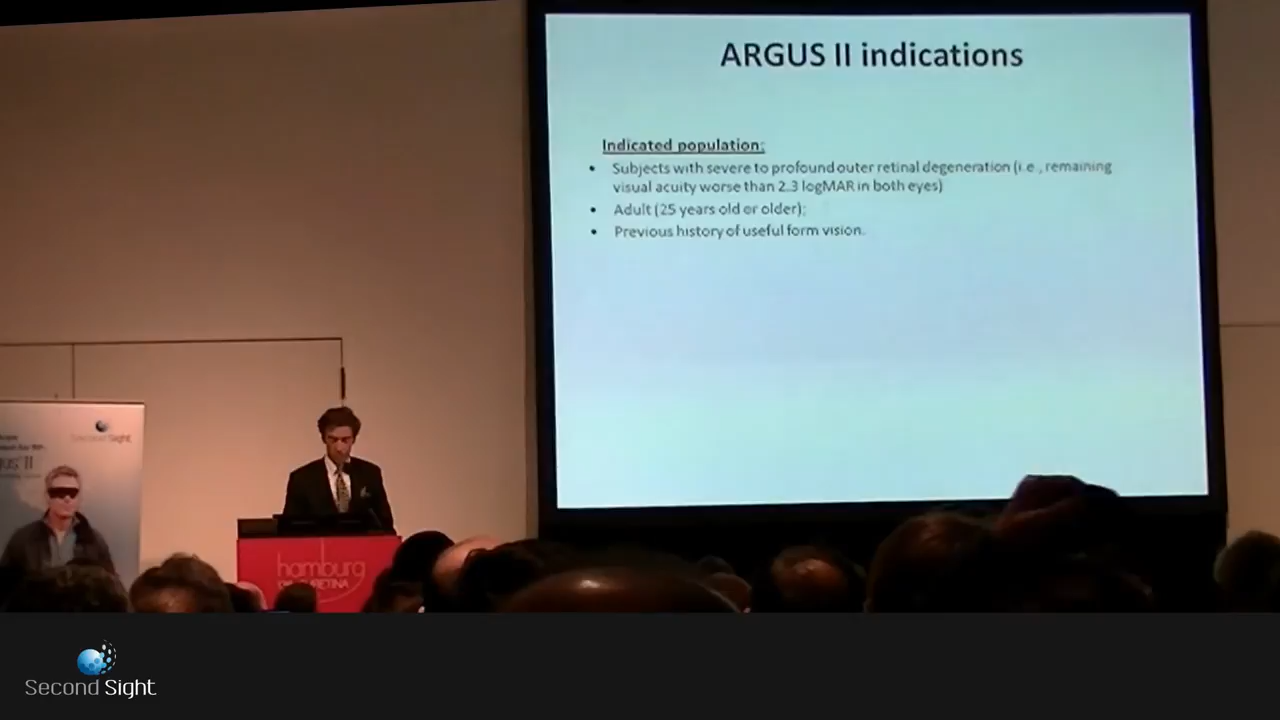 ARGUS II indications
Indicated population:
• Subjects with severe to profound outer retinal degeneration (i.e., remaining
visual acuity worse than 2.3 logMAR in both eyes)
• Adult (25 years old or older);
• Previous history of useful form vision.
Second Sight
hamburg
Second Sight